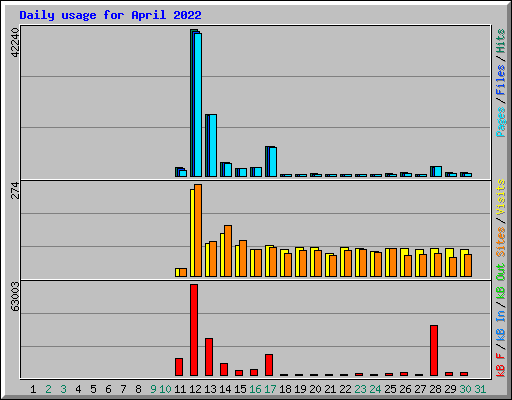 Daily usage for April 2022
42240
Pages / Files / Hits
274
Sites / Visits
63003
kB F / kB In / kB Out
1 2 3 4 5 6 7 8 9 10 11 12 13 14 15 16 17 18 19 20 21 22 23 24 25 26 27 28 29 30 31